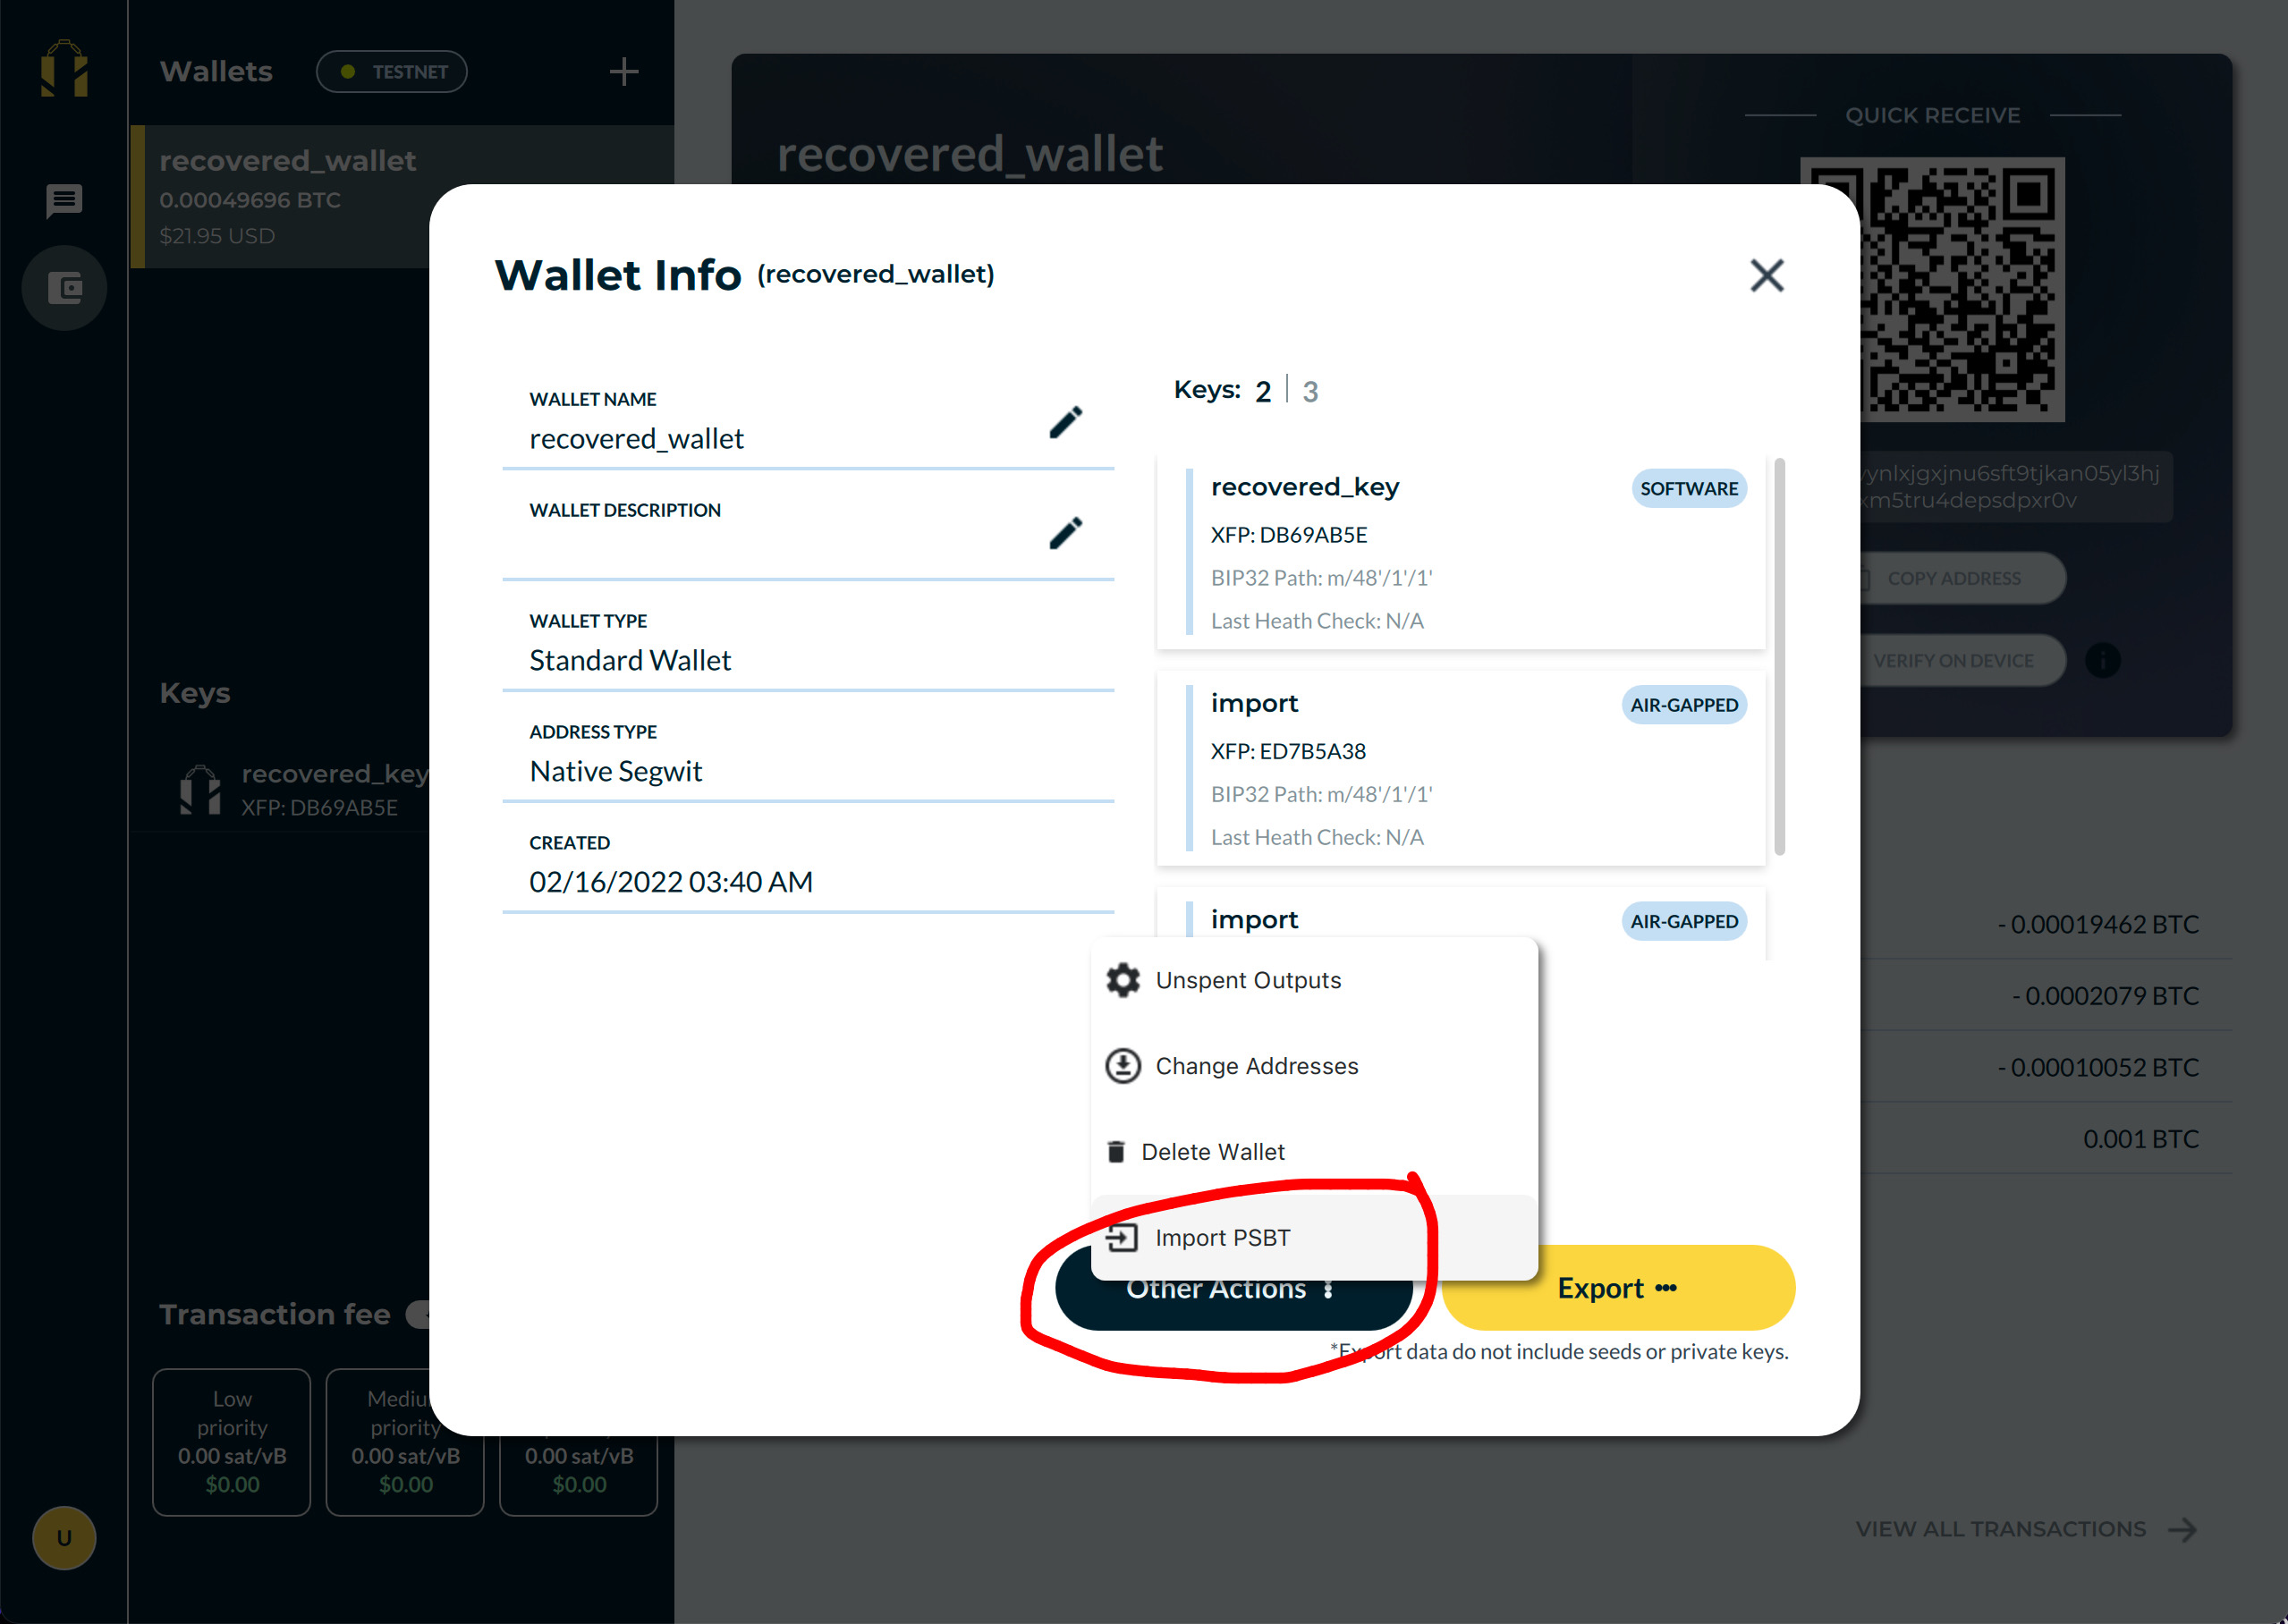 Wallets
TESTNET
recovered_wallet
0.00049696 BTC
$21.95 USD
Keys
recovered_key
XFP: DB69AB5E
Transaction fee
Low
priority
0.00 sat/vB
$0.00
priority
0.00 sat/vB
$0.00
0.00 sat/vB
$0.00
U
recovered_wallet
QUICK RECEIVE
ynlxjgxjnu6sft9tjkan05yl3hj
xm5tru4depsdpxr0v
COPY ADDRESS
VERIFY ON DEVICE
Wallet Info (recovered_wallet)
WALLET NAME
recovered_wallet
WALLET DESCRIPTION
WALLET TYPE
Standard Wallet
ADDRESS TYPE
Native Segwit
CREATED
02/16/2022 03:40 AM
Keys: 2 | 3
recovered_key
SOFTWARE
XFP: DB69AB5E
BIP32 Path: m/48'/1'/1'
Last Heath Check: N/A
import
AIR-GAPPED
XFP: ED7B5A38
BIP32 Path: m/48'/1'/1'
Last Heath Check: N/A
import
AIR-GAPPED
Unspent Outputs
Change Addresses
Delete Wallet
Import PSBT
Other Actions
Export
*Export data do not include seeds or private keys.
- 0.00019462 BTC
- 0.0002079 BTC
- 0.00010052 BTC
0.001 BTC
VIEW ALL TRANSACTIONS